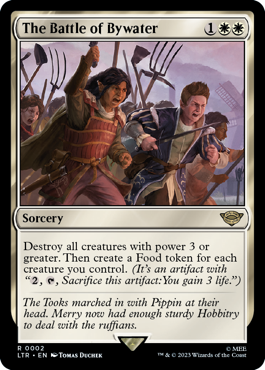 The Battle of Bywater 1
Sorcery
Destroy all creatures with power 3 or
greater. Then create a Food token for each
creature you control. (It's an artifact with
"2, , Sacrifice this artifact:You gain 3 life.")
The Tooks marched in with Pippin at their
head. Merry now had enough sturdy Hobbitry
to deal with the ruffians.
R 0002
LTR • EN TOMAS DUCHEK
™ & © 2023 Wizards of the Coast
© MEE